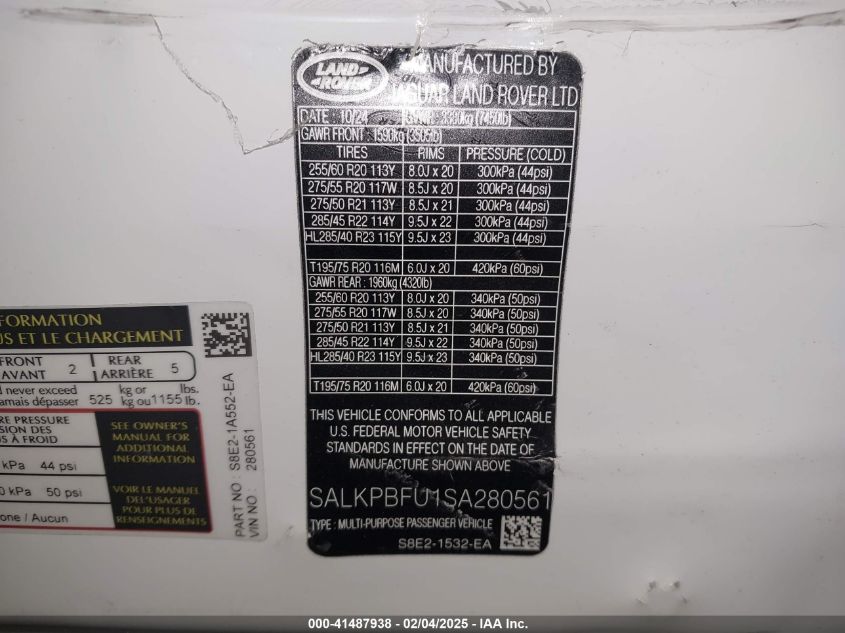 LAND ROVER
MANUFACTURED BY
JAGUAR LAND ROVER LTD
DATE : 10/24 GVWR : 3380kg (7450lb)
GAWR FRONT : 1590kg (3505lb)
TIRES RIMS PRESSURE (COLD)
255/60 R20 113Y 8.0J x 20 300kPa (44psi)
275/55 R20 117W 8.5J x 20 300kPa (44psi)
275/50 R21 113Y 8.5J x 21 300kPa (44psi)
285/45 R22 114Y 9.5J x 22 300kPa (44psi)
HL285/40 R23 115Y 9.5J x 23 300kPa (44psi)
T195/75 R20 116M 6.0J x 20 420kPa (60psi)
GAWR REAR : 1960kg (4320lb)
255/60 R20 113Y 8.0J x 20 340kPa (50psi)
275/55 R20 117W 8.5J x 20 340kPa (50psi)
275/50 R21 113Y 8.5J x 21 340kPa (50psi)
285/45 R22 114Y 9.5J x 22 340kPa (50psi)
HL285/40 R23 115Y 9.5J x 23 340kPa (50psi)
T195/75 R20 116M 6.0J x 20 420kPa (60psi)
THIS VEHICLE CONFORMS TO ALL APPLICABLE
U.S. FEDERAL MOTOR VEHICLE SAFETY
STANDARDS IN EFFECT ON THE DATE OF
MANUFACTURE SHOWN ABOVE
SALKPBFU1SA280561
TYPE : MULTI-PURPOSE PASSENGER VEHICLE
S8E2-1532-EA
FORMATION
US ET LE CHARGEMENT
FRONT 2 REAR 5
AVANT ARRIÈRE
d never exceed 525 kg or 1155 lbs.
amais dépasser kg ou lb.
RE PRESSURE
SION DES
S À FROID
kPa 44 psi
0 kPa 50 psi
one / Aucun
SEE OWNER'S
MANUAL FOR
ADDITIONAL
INFORMATION
VOIR LE MANUEL
DE L'USAGER
POUR PLUS DE
RENSEIGNEMENTS
PART NO : S8E2-1A552-EA
VIN NO : 280561
000-41487938 - 02/04/2025 - IAA Inc.